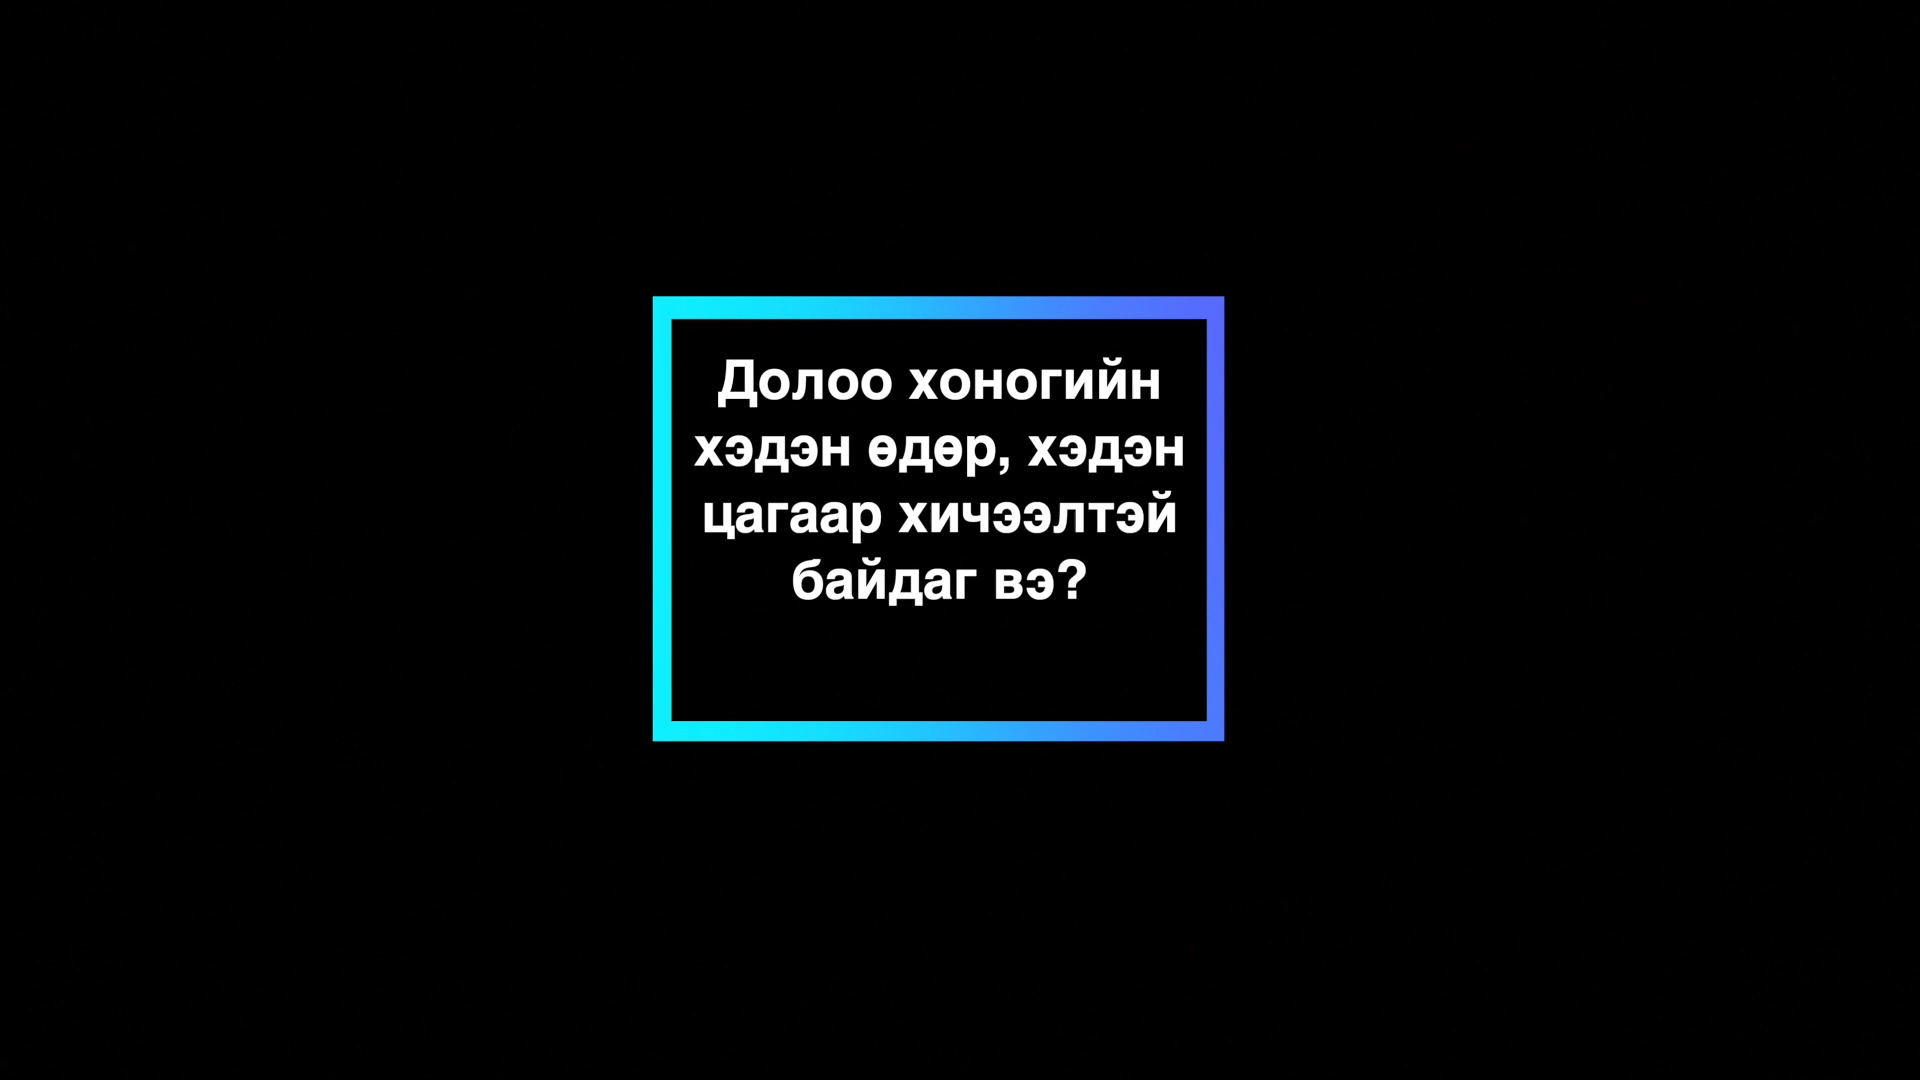 Долоо хоногийн
хэдэн өдөр, хэдэн
цагаар хичээлтэй
байдаг вэ?